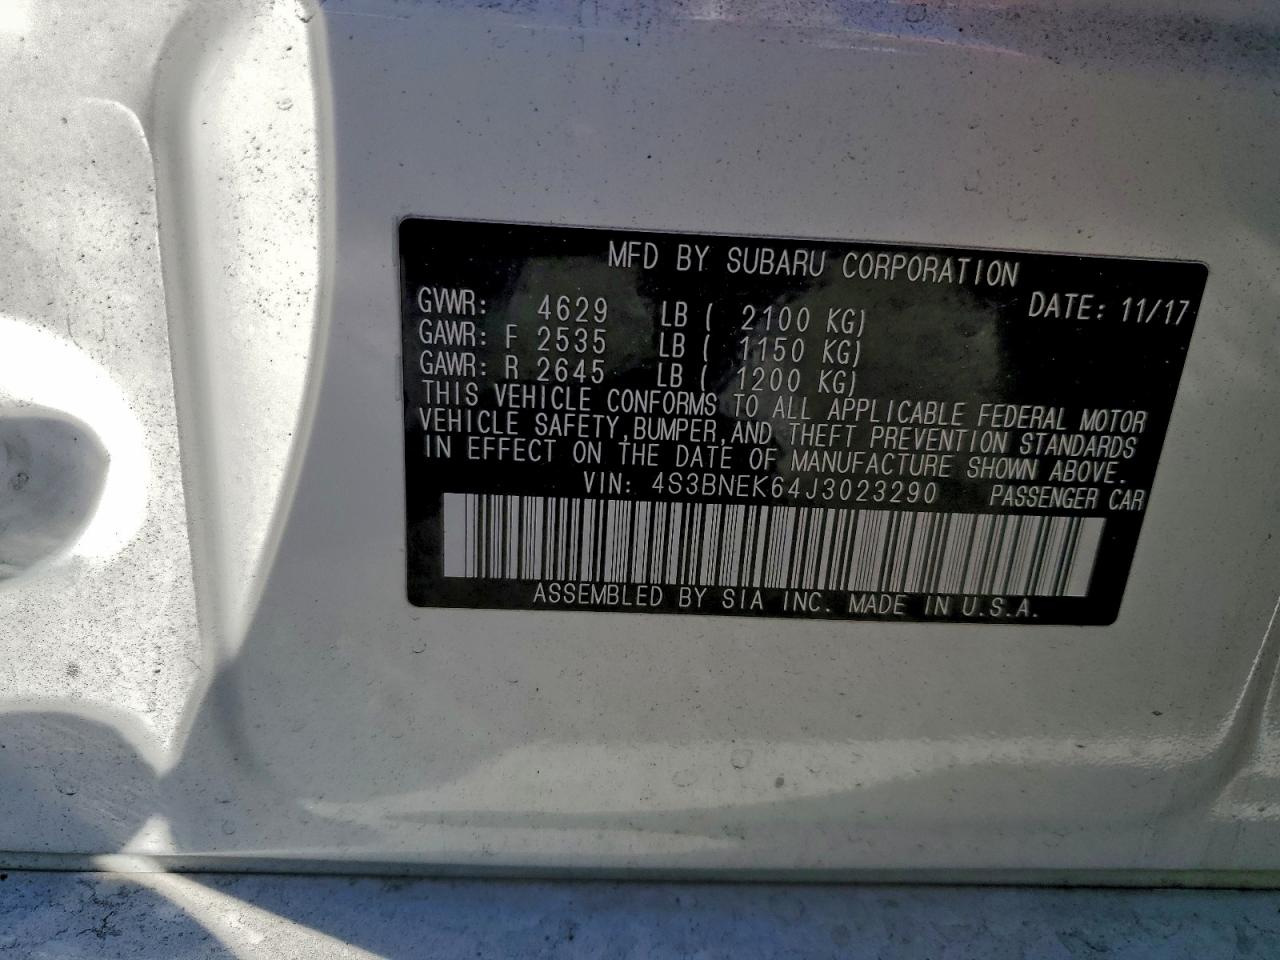 MFD BY SUBARU CORPORATION
DATE: 11/17
GVWR: 4629 LB ( 2100 KG)
GAWR: F 2535 LB ( 1150 KG)
GAWR: R 2645 LB ( 1200 KG)
THIS VEHICLE CONFORMS TO ALL APPLICABLE FEDERAL MOTOR
VEHICLE SAFETY,BUMPER,AND THEFT PREVENTION STANDARDS
IN EFFECT ON THE DATE OF MANUFACTURE SHOWN ABOVE.
VIN: 4S3BNEK64J3023290 PASSENGER CAR
ASSEMBLED BY SIA INC. MADE IN U.S.A.